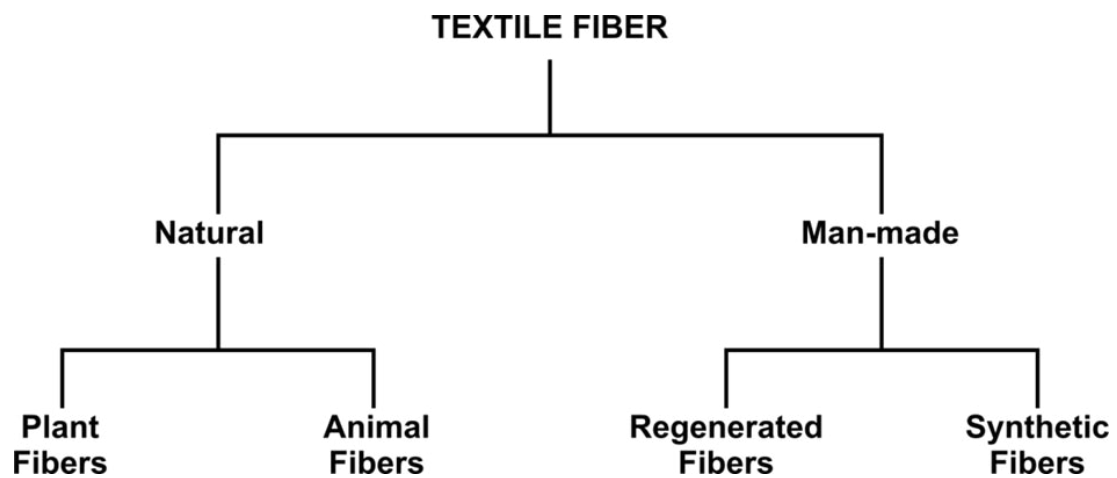 TEXTILE FIBER
Natural
Man-made
Plant
Fibers
Animal
Fibers
Regenerated
Fibers
Synthetic
Fibers